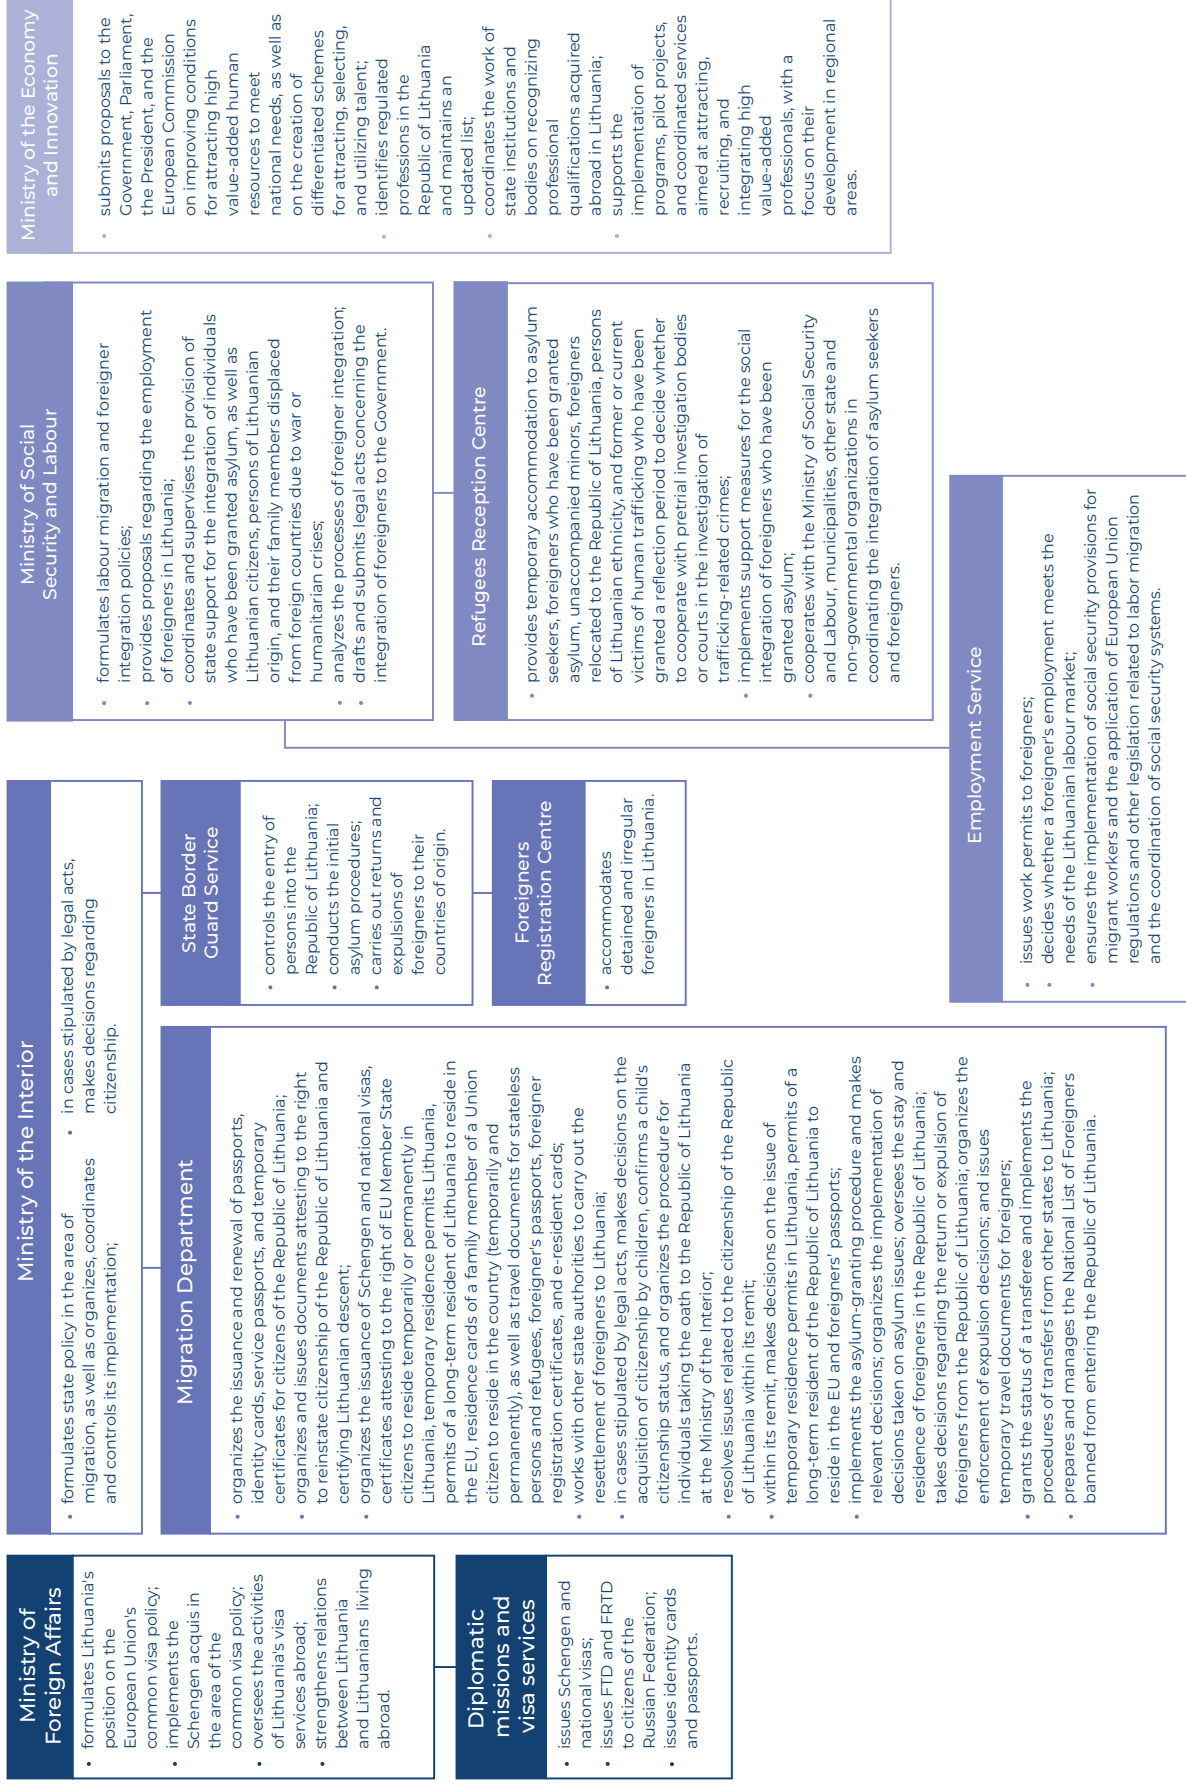 Ministry of
Foreign Affairs
• formulates Lithuania's
position on the
European Union's
common visa policy;
• implements the
Schengen acquis in
the area of the
common visa policy;
• oversees the activities
of Lithuania's visa
services abroad;
• strengthens relations
between Lithuania
and Lithuanians living
abroad.
Diplomatic
missions and
visa services
• issues Schengen and
national visas;
• issues FTD and FRTD
to citizens of the
Russian Federation;
• issues identity cards
and passports.
Ministry of the Interior
• formulates state policy in the area of
migration, as well as organizes, coordinates
and controls its implementation;
• in cases stipulated by legal acts,
makes decisions regarding
citizenship.
Migration Department
• organizes the issuance and renewal of passports,
identity cards, service passports, and temporary
certificates for citizens of the Republic of Lithuania;
• organizes and issues documents attesting to the right
to reinstate citizenship of the Republic of Lithuania and
certifying Lithuanian descent;
• organizes the issuance of Schengen and national visas,
certificates attesting to the right of EU Member State
citizens to reside temporarily or permanently in
Lithuania, temporary residence permits Lithuania,
permits of a long-term resident of Lithuania to reside in
the EU, residence cards of a family member of a Union
citizen to reside in the country (temporarily and
permanently), as well as travel documents for stateless
persons and refugees, foreigner's passports, foreigner
registration certificates, and e-resident cards;
• works with other state authorities to carry out the
resettlement of foreigners to Lithuania;
• in cases stipulated by legal acts, makes decisions on the
acquisition of citizenship by children, confirms a child's
citizenship status, and organizes the procedure for
individuals taking the oath to the Republic of Lithuania
at the Ministry of the Interior;
• resolves issues related to the citizenship of the Republic
of Lithuania within its remit;
• within its remit, makes decisions on the issue of
temporary residence permits in Lithuania, permits of a
long-term resident of the Republic of Lithuania to
reside in the EU and foreigners' passports;
• implements the asylum-granting procedure and makes
relevant decisions; organizes the implementation of
decisions taken on asylum issues; oversees the stay and
residence of foreigners in the Republic of Lithuania;
takes decisions regarding the return or expulsion of
foreigners from the Republic of Lithuania; organizes the
enforcement of expulsion decisions; and issues
temporary travel documents for foreigners;
• grants the status of a transferee and implements the
procedures of transfers from other states to Lithuania;
• prepares and manages the National List of Foreigners
banned from entering the Republic of Lithuania.
State Border
Guard Service
• controls the entry of
persons into the
Republic of Lithuania;
• conducts the initial
asylum procedures;
• carries out returns and
expulsions of
foreigners to their
countries of origin.
Foreigners
Registration Centre
• accommodates
detained and irregular
foreigners in Lithuania.
Ministry of Social
Security and Labour
• formulates labour migration and foreigner
integration policies;
• provides proposals regarding the employment
of foreigners in Lithuania;
• coordinates and supervises the provision of
state support for the integration of individuals
who have been granted asylum, as well as
Lithuanian citizens, persons of Lithuanian
origin, and their family members displaced
from foreign countries due to war or
humanitarian crises;
• analyzes the processes of foreigner integration;
• drafts and submits legal acts concerning the
integration of foreigners to the Government.
Refugees Reception Centre
• provides temporary accommodation to asylum
seekers, foreigners who have been granted
asylum, unaccompanied minors, foreigners
relocated to the Republic of Lithuania, persons
of Lithuanian ethnicity, and former or current
victims of human trafficking who have been
granted a reflection period to decide whether
to cooperate with pretrial investigation bodies
or courts in the investigation of
trafficking-related crimes;
• implements support measures for the social
integration of foreigners who have been
granted asylum;
• cooperates with the Ministry of Social Security
and Labour, municipalities, other state and
non-governmental organizations in
coordinating the integration of asylum seekers
and foreigners.
Employment Service
• issues work permits to foreigners;
• decides whether a foreigner's employment meets the
needs of the Lithuanian labour market;
• ensures the implementation of social security provisions for
migrant workers and the application of European Union
regulations and other legislation related to labor migration
and the coordination of social security systems.
Ministry of the Economy
and Innovation
• submits proposals to the
Government, Parliament,
the President, and the
European Commission
on improving conditions
for attracting high
value-added human
resources to meet
national needs, as well as
on the creation of
differentiated schemes
for attracting, selecting,
and utilizing talent;
• identifies regulated
professions in the
Republic of Lithuania
and maintains an
updated list;
• coordinates the work of
state institutions and
bodies on recognizing
professional
qualifications acquired
abroad in Lithuania;
• supports the
implementation of
programs, pilot projects,
and coordinated services
aimed at attracting,
recruiting, and
integrating high
value-added
professionals, with a
focus on their
development in regional
areas.